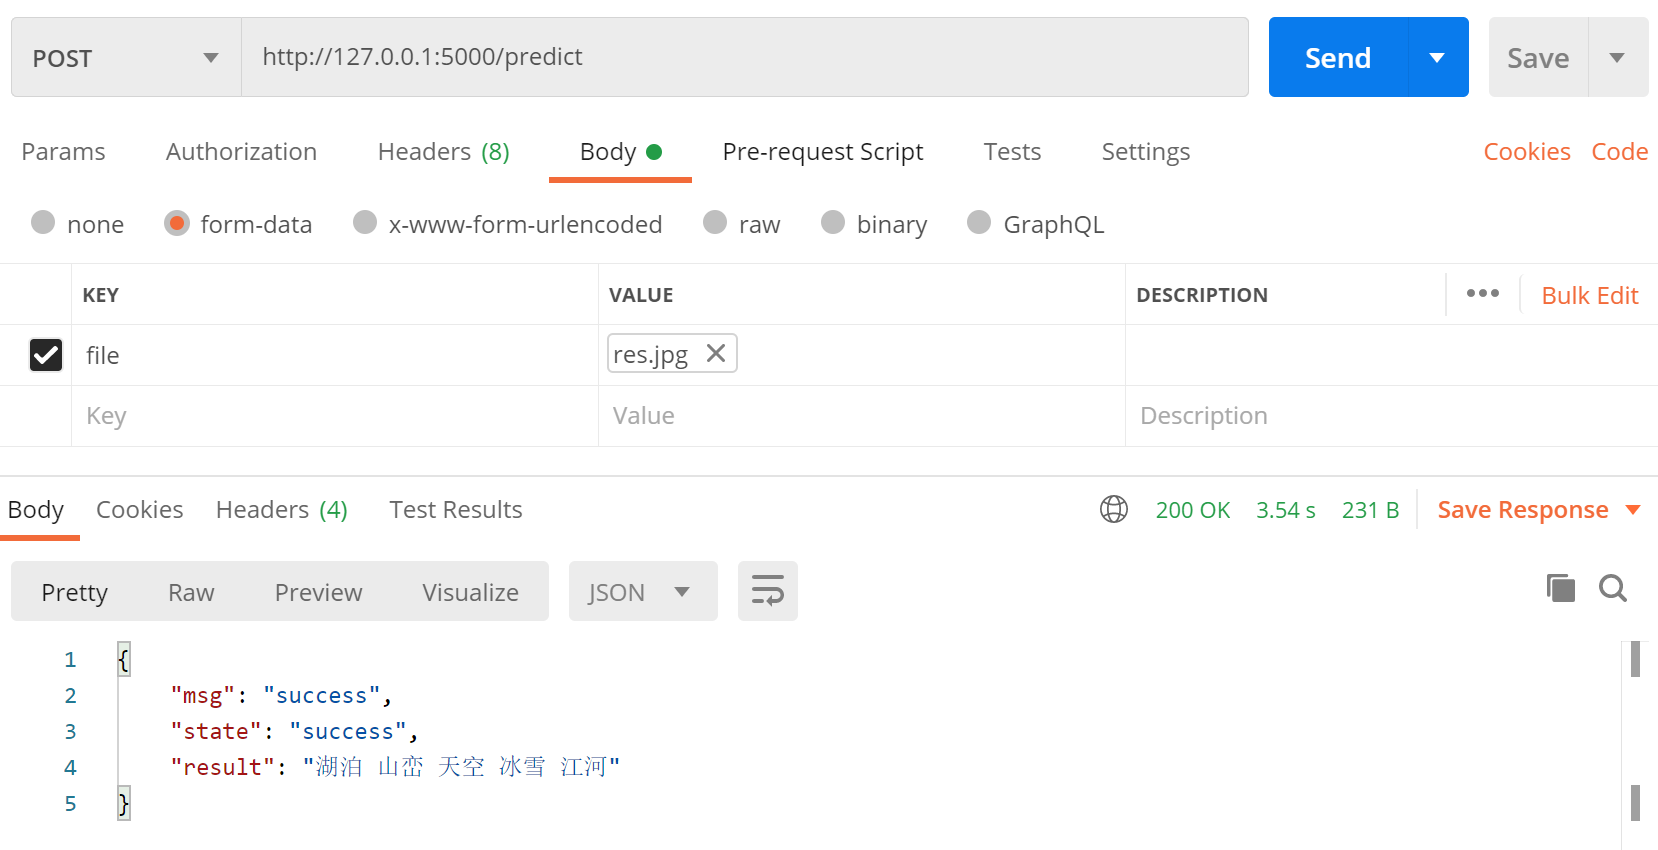 POST http://127.0.0.1:5000/predict Send Save
Params Authorization Headers (8) Body Pre-request Script Tests Settings Cookies Code
none form-data x-www-form-urlencoded raw binary GraphQL
KEY VALUE DESCRIPTION ••• Bulk Edit
file res.jpg
Key Value Description
Body Cookies Headers (4) Test Results 200 OK 3.54 s 231 B Save Response
Pretty Raw Preview Visualize JSON
1 {
2 "msg": "success",
3 "state": "success",
4 "result": "湖泊 山峦 天空 冰雪 江河"
5 }